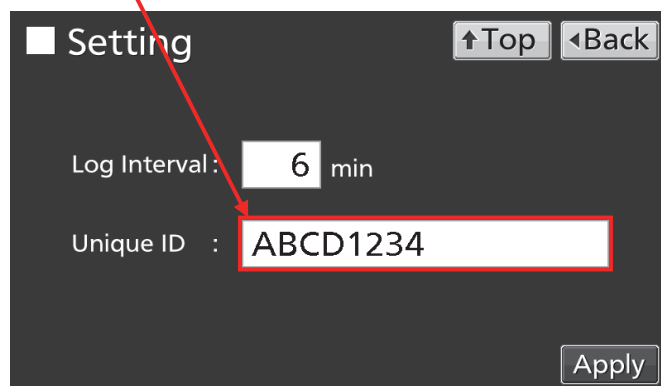 Setting
Top
Back
Log Interval: 6 min
Unique ID : ABCD1234
Apply